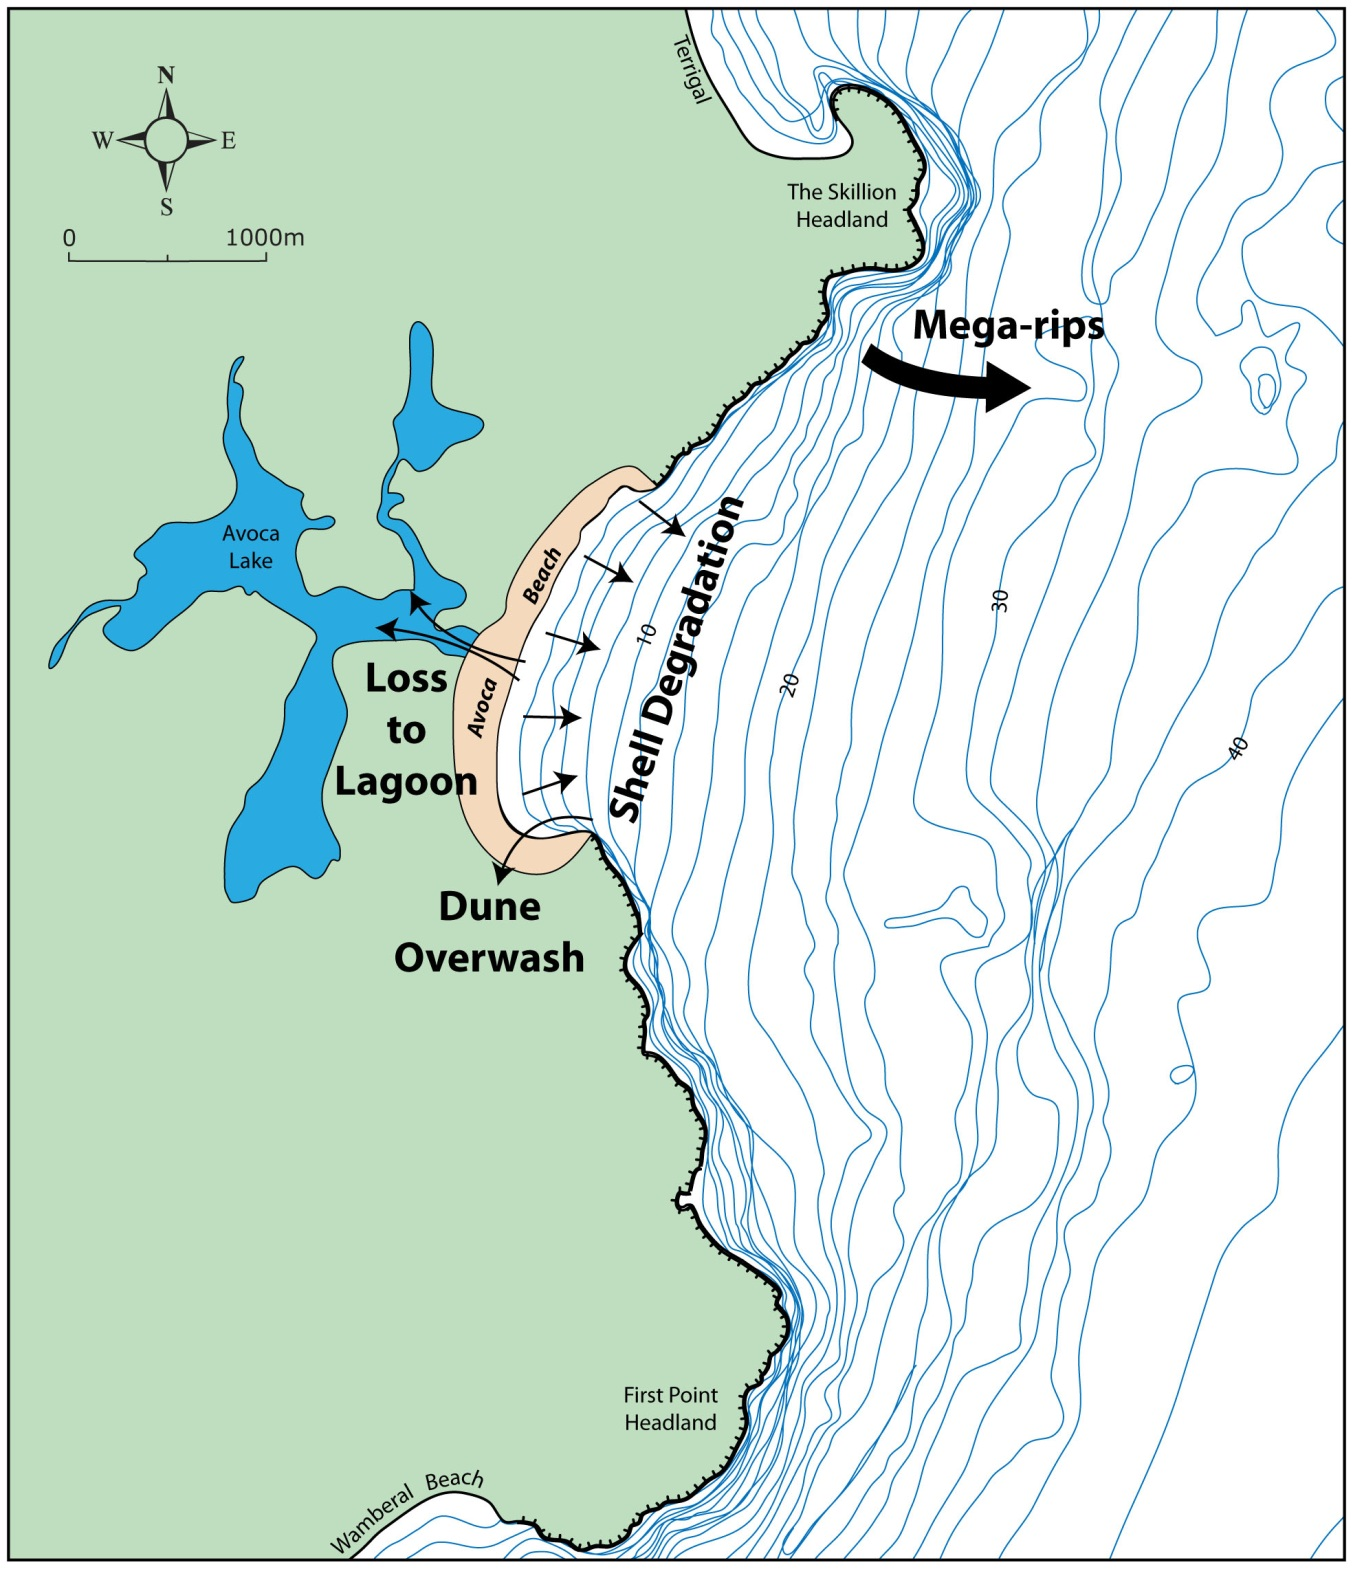 Terrigal
N
W E
S
0 1000m
The Skillion
Headland
Mega-rips
Avoca
Lake
Beach
Avoca
10
20
30
40
Shell Degradation
Loss
to
Lagoon
Dune
Overwash
First Point
Headland
Wamberal Beach